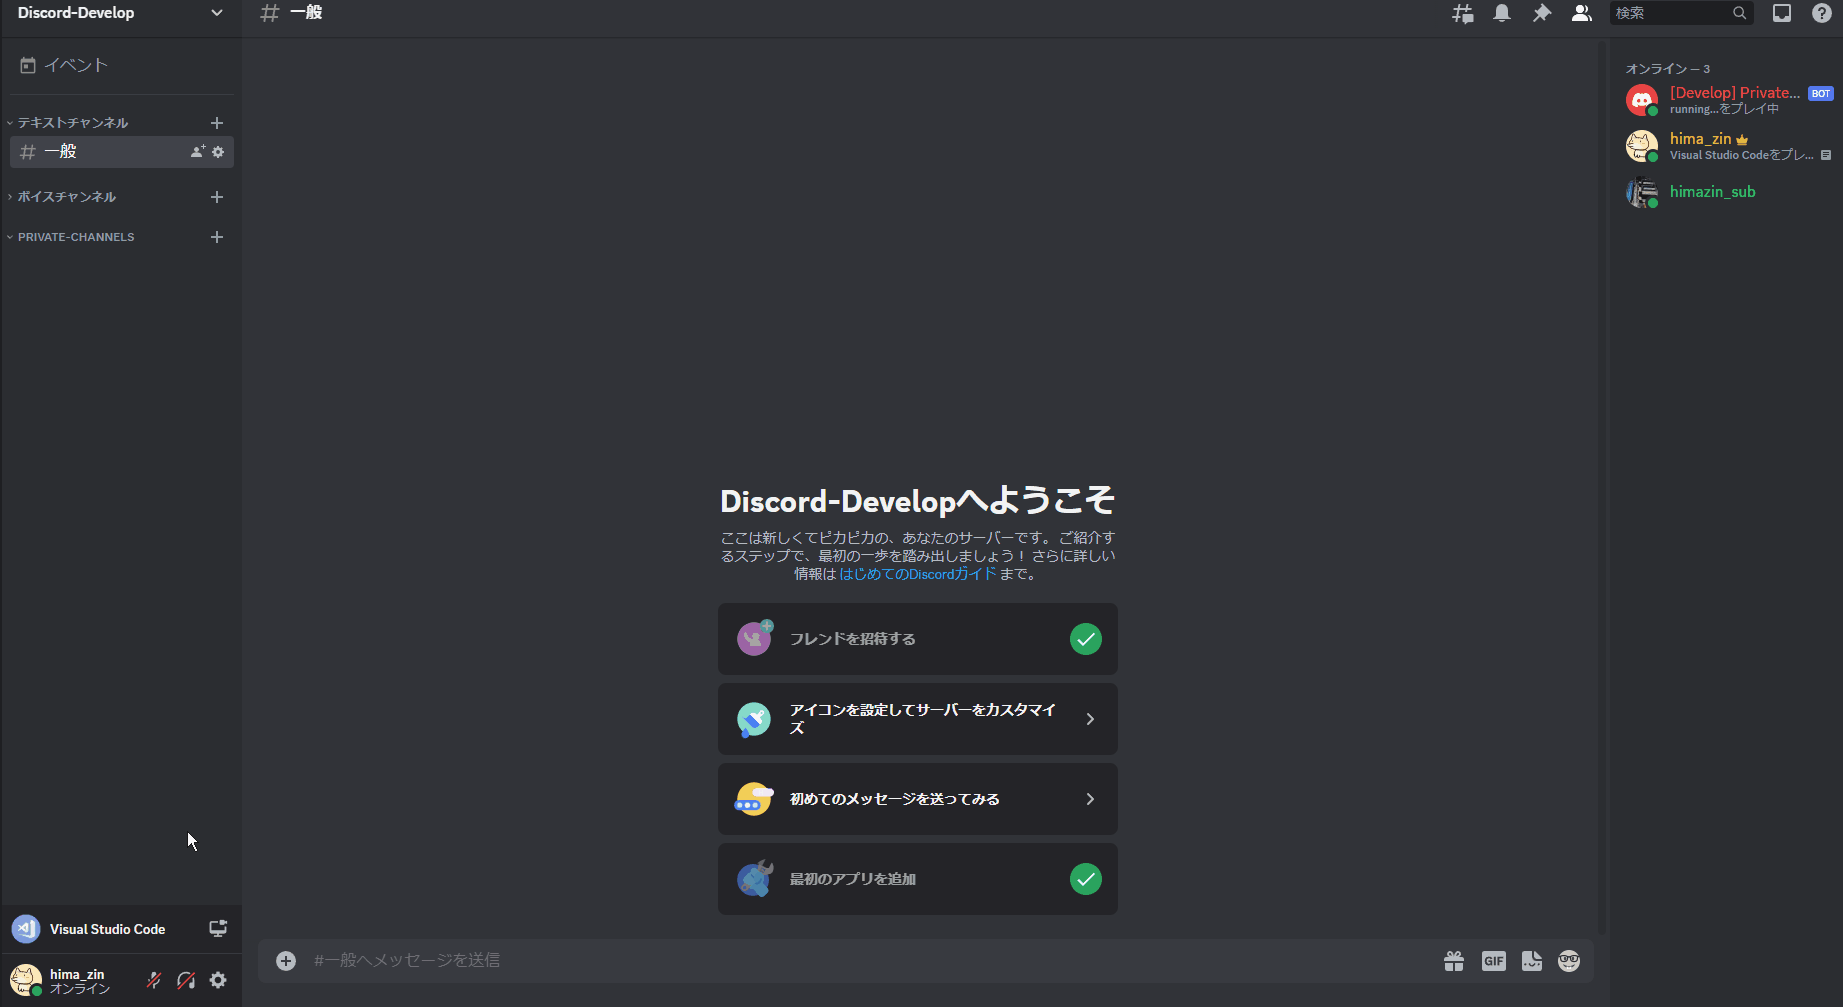 Discord-Develop
イベント
テキストチャンネル
一般
ボイスチャンネル
PRIVATE-CHANNELS
Visual Studio Code
hima_zin
オンライン
一般
検索
Discord-Developへようこそ
ここは新しくてピカピカの、あなたのサーバーです。ご紹介す
るステップで、最初の一歩を踏み出しましょう！ さらに詳しい
情報は はじめてのDiscordガイド まで。
フレンドを招待する
アイコンを設定してサーバーをカスタマイ
ズ
初めてのメッセージを送ってみる
最初のアプリを追加
#一般へメッセージを送信
GIF
オンライン — 3
[Develop] Private... BOT
running...をプレイ中
hima_zin
Visual Studio Codeをプレ...
himazin_sub